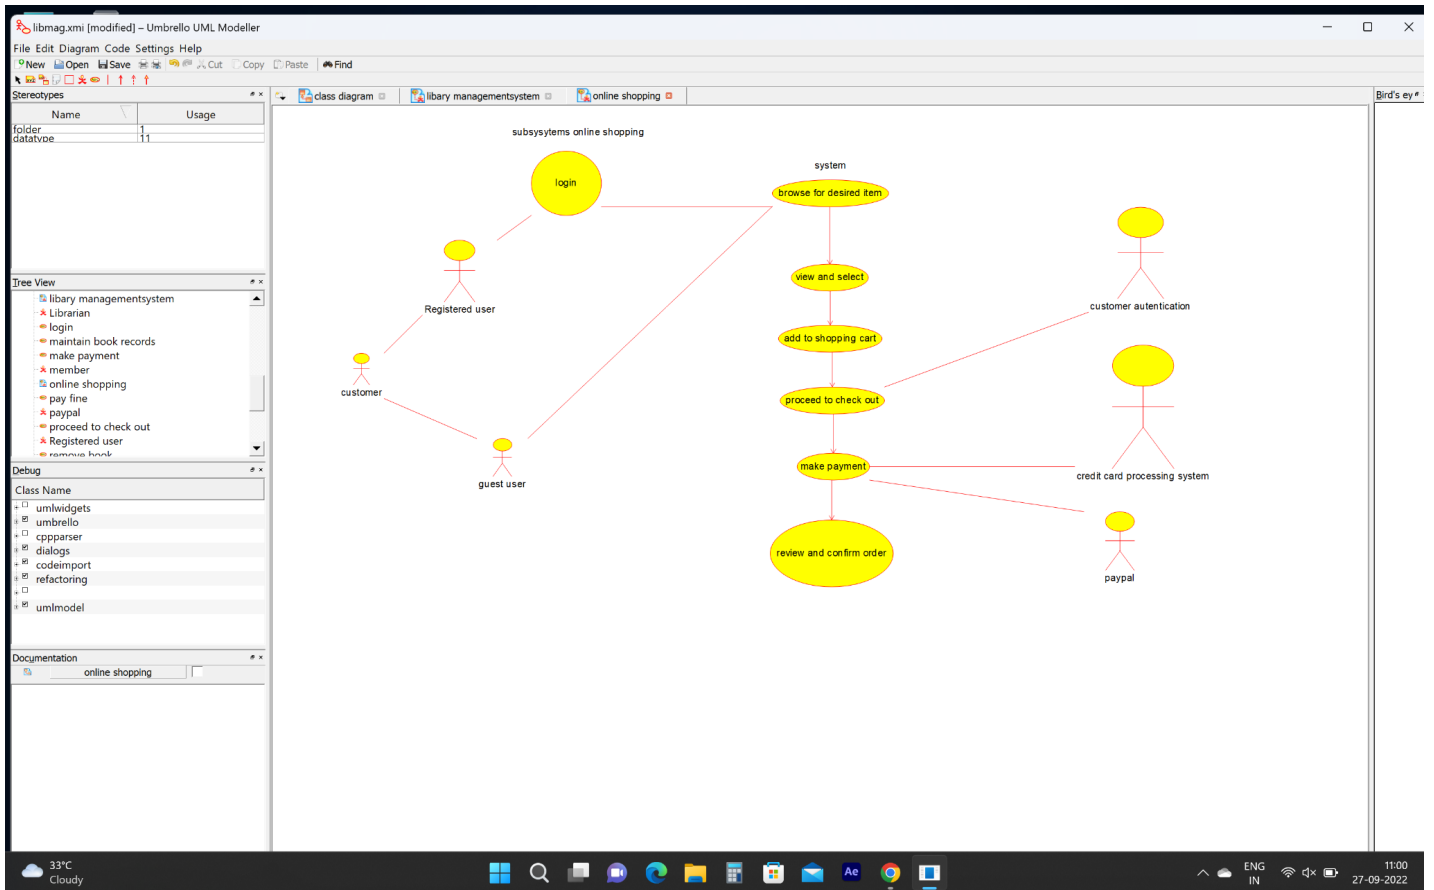 libmag.xmi [modified] – Umbrello UML Modeller
File Edit Diagram Code Settings Help
New Open Save Cut Copy Paste Find
Stereotypes
Name Usage
folder 1
datatype 11
Tree View
libary managementsystem
Librarian
login
maintain book records
make payment
member
online shopping
pay fine
paypal
proceed to check out
Registered user
remove book
Debug
Class Name
umlwidgets
umbrello
cppparser
dialogs
codeimport
refactoring
umlmodel
Documentation
online shopping
class diagram
libary managementsystem
online shopping
Bird's ey
subsysytems online shopping
login
Registered user
customer
guest user
system
browse for desired item
view and select
add to shopping cart
proceed to check out
make payment
review and confirm order
customer autentication
credit card processing system
paypal
33°C
Cloudy
Ae
ENG
IN
11:00
27-09-2022